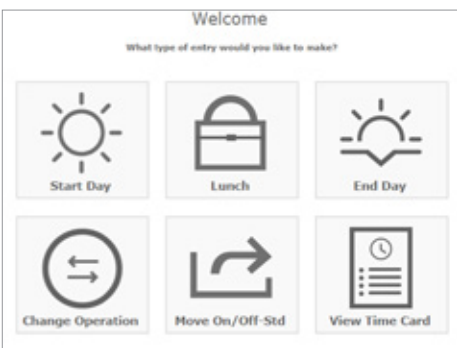 Welcome
What type of entry would you like to make?
Start Day
Lunch
End Day
Change Operation
Move On/Off-Std
View Time Card